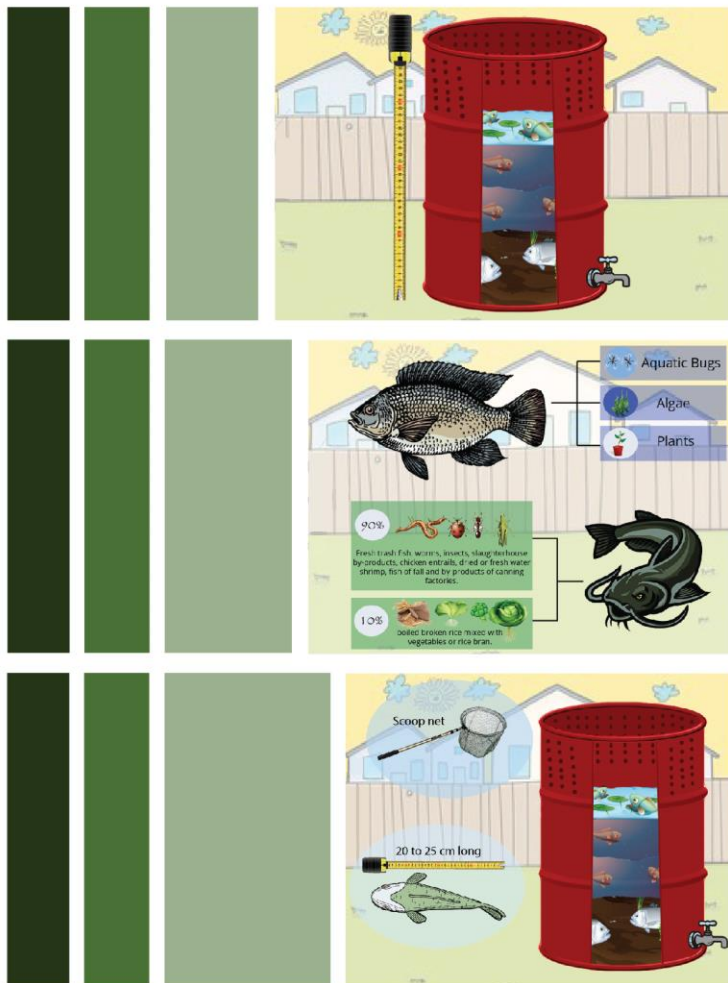 Aquatic Bugs
Algae
Plants
90%
Fresh trash fish, worms, insects, slaughterhouse
by-products, chicken entrails, dried or fresh water
shrimp, fish of fall and by products of canning
factories.
10%
boiled broken rice mixed with
vegetables or rice bran.
Scoop net
20 to 25 cm long